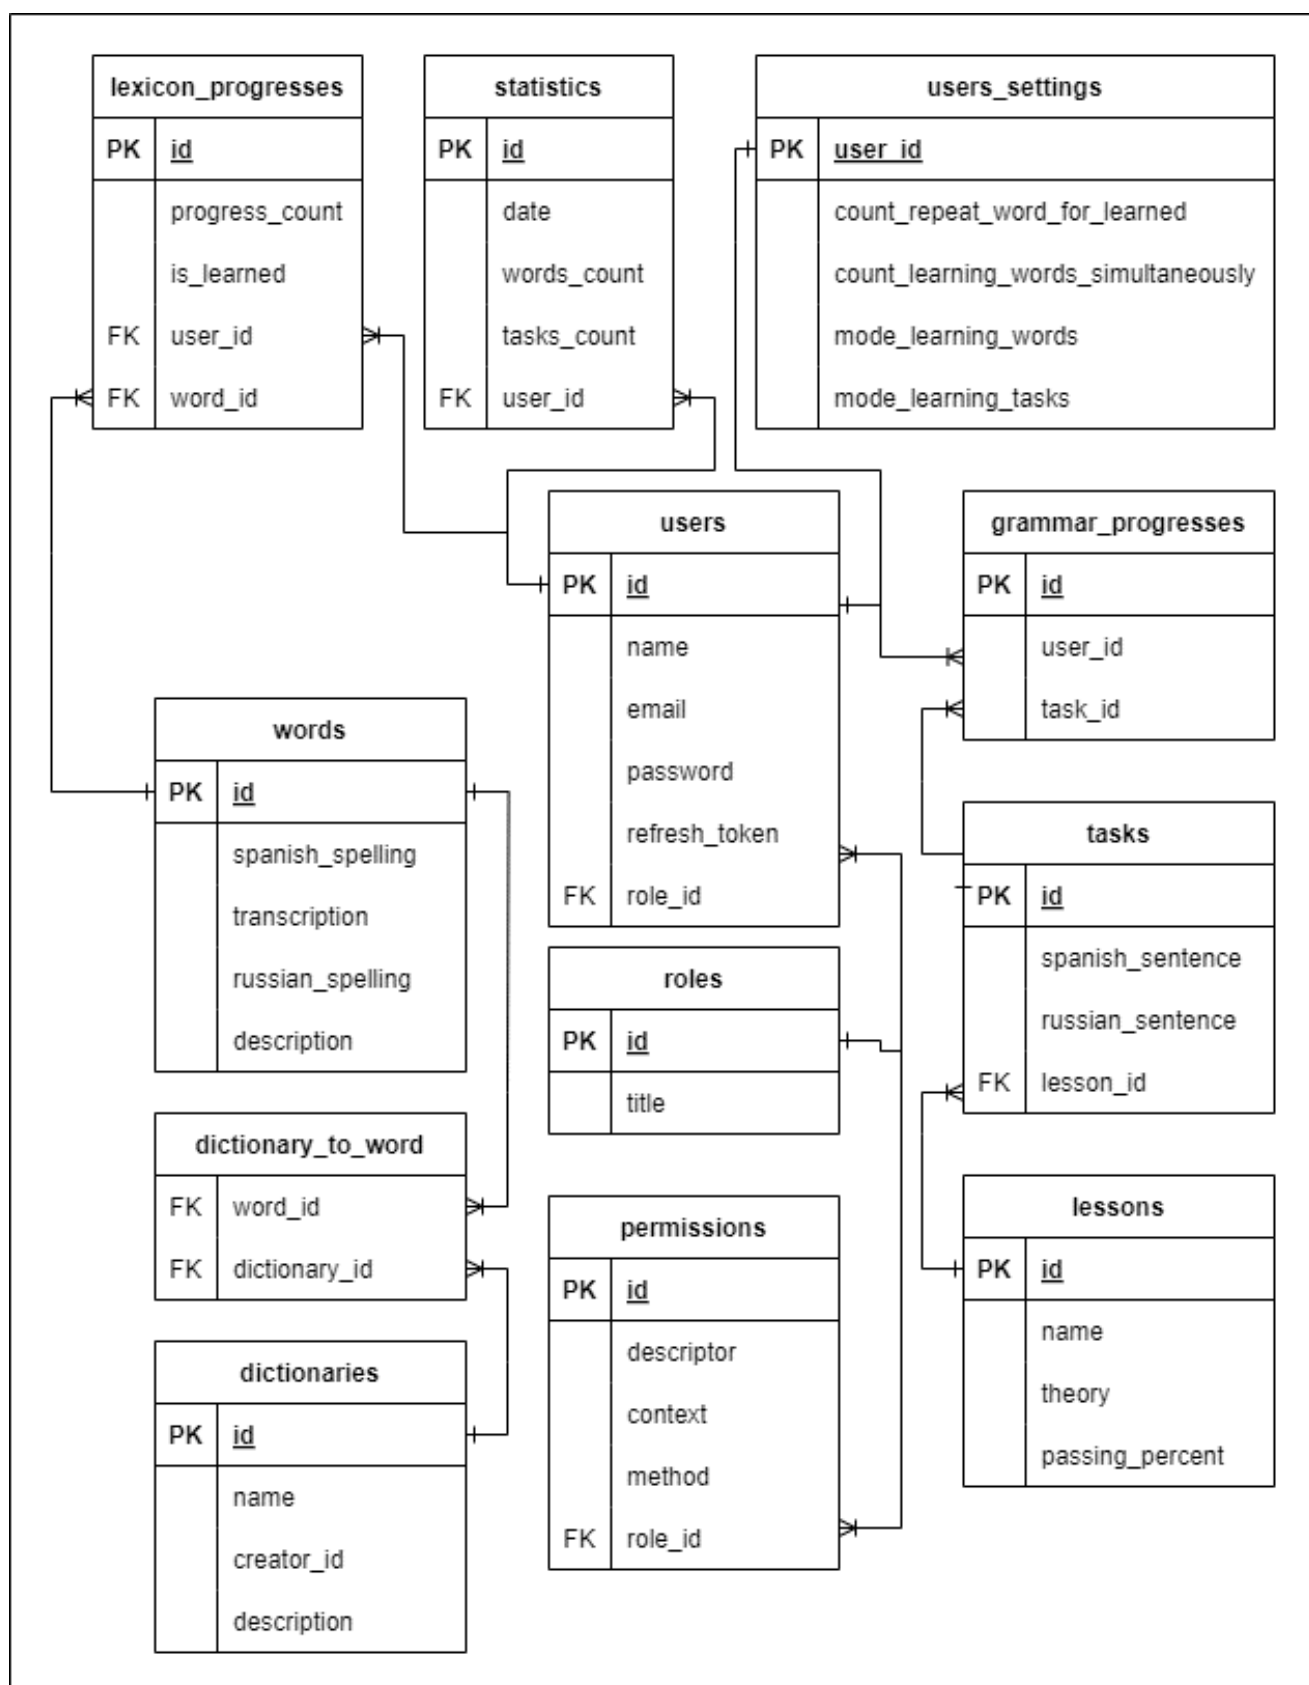 lexicon_progresses
PK id
progress_count
is_learned
FK user_id
FK word_id
statistics
PK id
date
words_count
tasks_count
FK user_id
users_settings
PK user_id
count_repeat_word_for_learned
count_learning_words_simultaneously
mode_learning_words
mode_learning_tasks
users
PK id
name
email
password
refresh_token
FK role_id
grammar_progresses
PK id
user_id
task_id
words
PK id
spanish_spelling
transcription
russian_spelling
description
tasks
PK id
spanish_sentence
russian_sentence
FK lesson_id
roles
PK id
title
dictionary_to_word
FK word_id
FK dictionary_id
permissions
PK id
descriptor
context
method
FK role_id
lessons
PK id
name
theory
passing_percent
dictionaries
PK id
name
creator_id
description